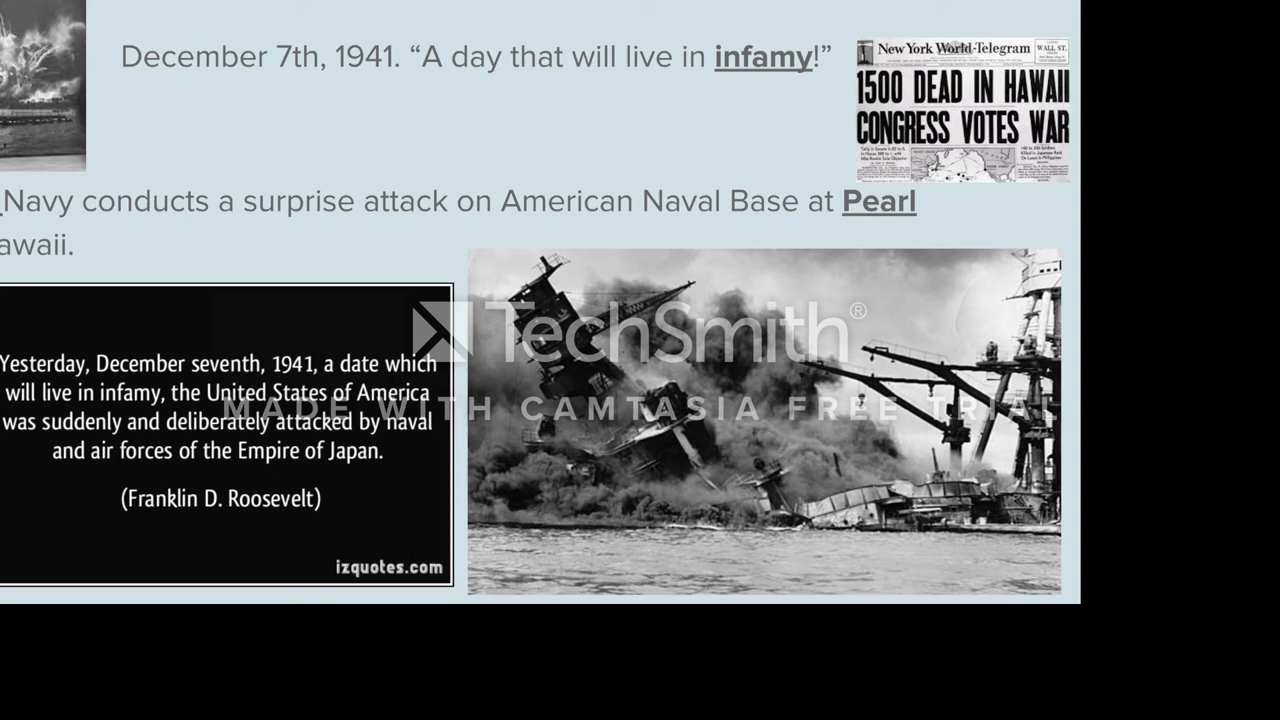 December 7th, 1941. “A day that will live in infamy!”
New York World-Telegram
WALL ST.
1500 DEAD IN HAWAII
CONGRESS VOTES WAR
Navy conducts a surprise attack on American Naval Base at Pearl
awaii.
Yesterday, December seventh, 1941, a date which
will live in infamy, the United States of America
was suddenly and deliberately attacked by naval
and air forces of the Empire of Japan.
(Franklin D. Roosevelt)
izquotes.com
TechSmith®
MADE WITH CAMTASIA FREE TRIAL